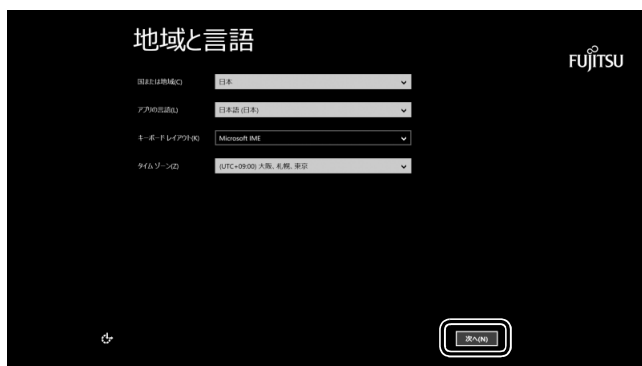 地域と言語
FUJITSU
国または地域(C)
日本
アプリの言語(L)
日本語 (日本)
キーボード レイアウト(K)
Microsoft IME
タイム ゾーン(Z)
(UTC+09:00) 大阪、札幌、東京
次へ(N)